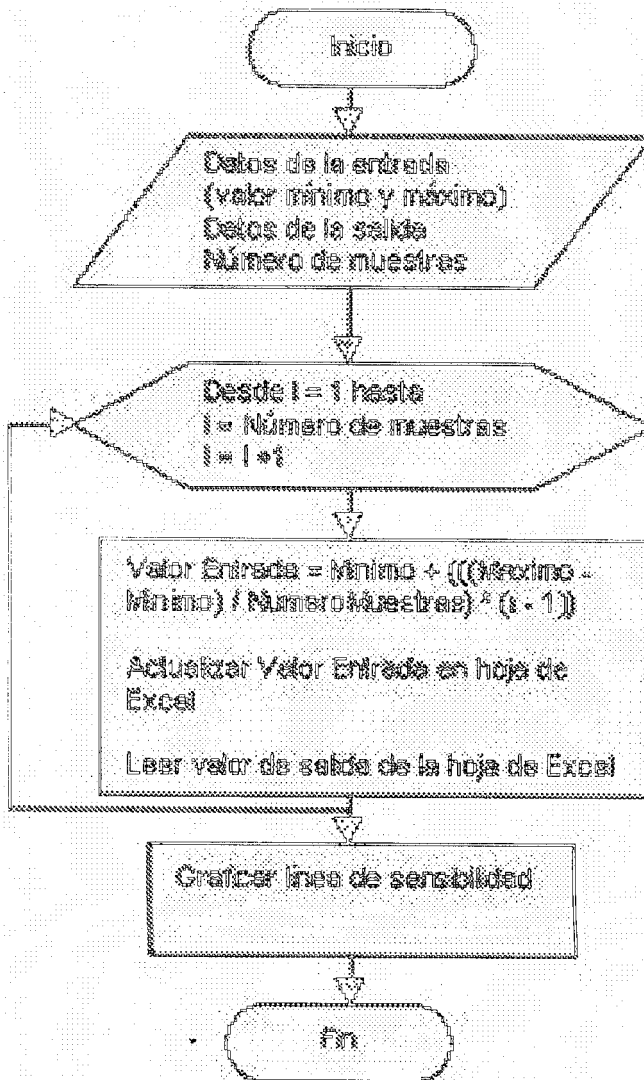 Inicio
Datos de la entrada
(valor mínimo y máximo)
Datos de la salida
Número de muestras
Desde I = 1 hasta
I = Número de muestras
I = I +1
Valor Entrada = Mínimo + (((Maximo -
Mínimo) / NumeroMuestras) * (i - 1))
Actualizar Valor Entrada en hoja de
Excel
Leer valor de salida de la hoja de Excel
Graficar línea de sensibilidad
Fin